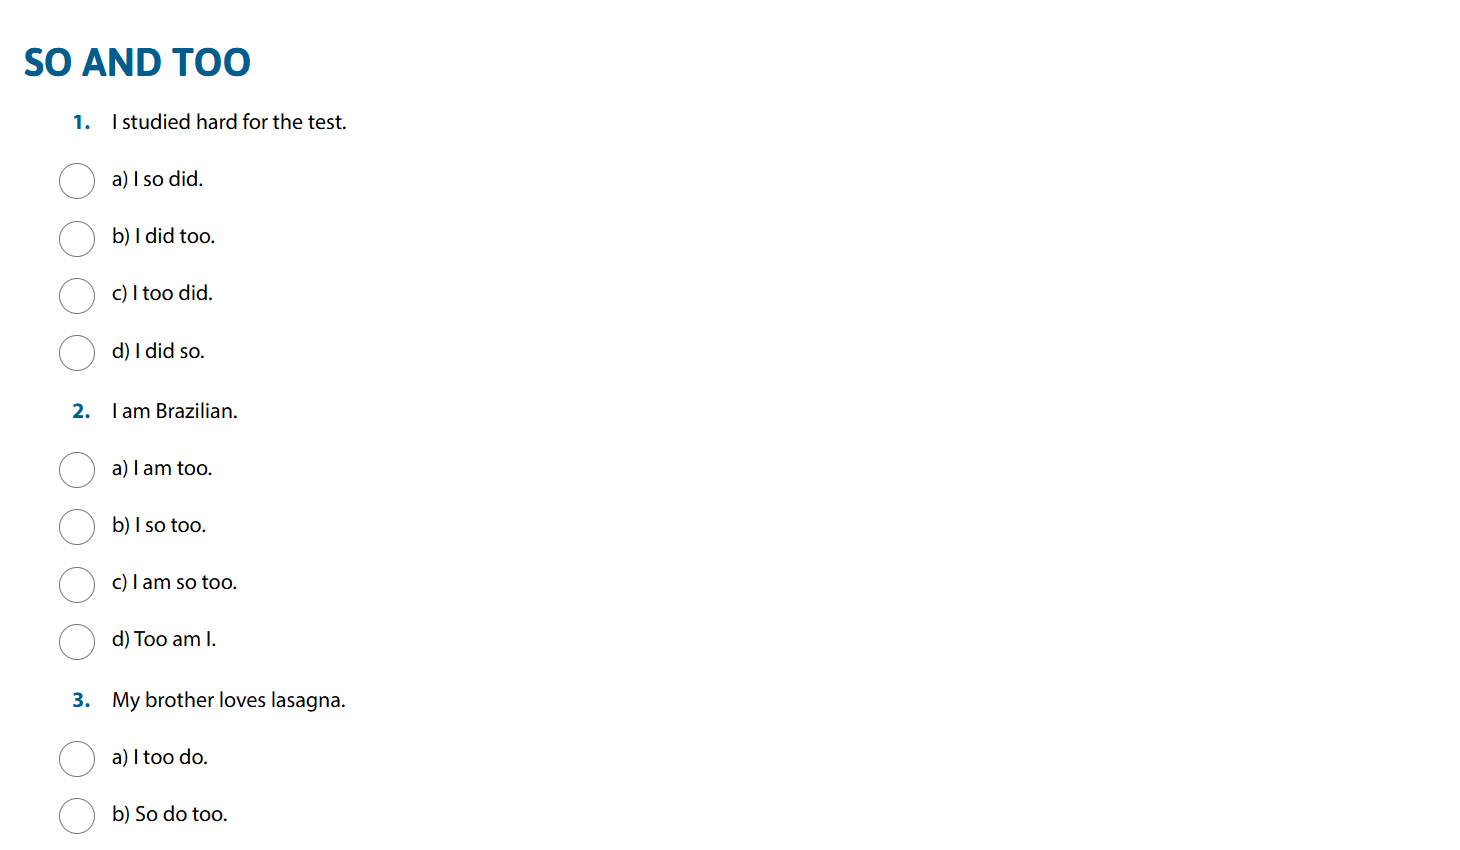 SO AND TOO
1. I studied hard for the test.
a) I so did.
b) I did too.
c) I too did.
d) I did so.
2. I am Brazilian.
a) I am too.
b) I so too.
c) I am so too.
d) Too am I.
3. My brother loves lasagna.
a) I too do.
b) So do too.